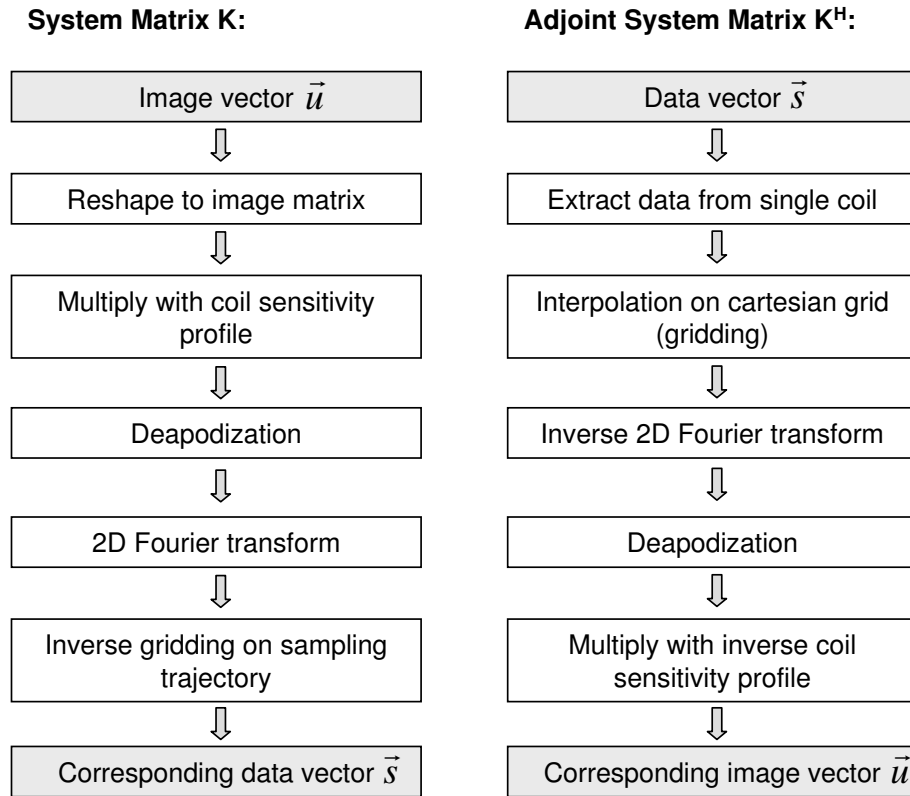 System Matrix K:
Image vector u⃗
Reshape to image matrix
Multiply with coil sensitivity
profile
Deapodization
2D Fourier transform
Inverse gridding on sampling
trajectory
Corresponding data vector s⃗
Adjoint System Matrix Kᴴ:
Data vector s⃗
Extract data from single coil
Interpolation on cartesian grid
(gridding)
Inverse 2D Fourier transform
Deapodization
Multiply with inverse coil
sensitivity profile
Corresponding image vector u⃗